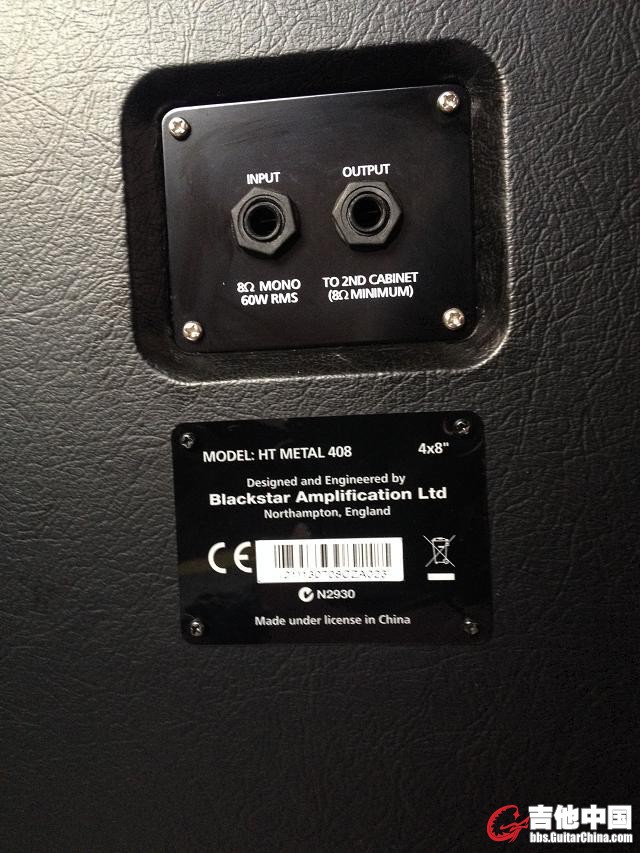 INPUT
OUTPUT
8Ω MONO
60W RMS
TO 2ND CABINET
(8Ω MINIMUM)
MODEL: HT METAL 408 4x8"
Designed and Engineered by
Blackstar Amplification Ltd
Northampton, England
CE
N2930
Made under license in China
吉他中国
bbs.GuitarChina.com